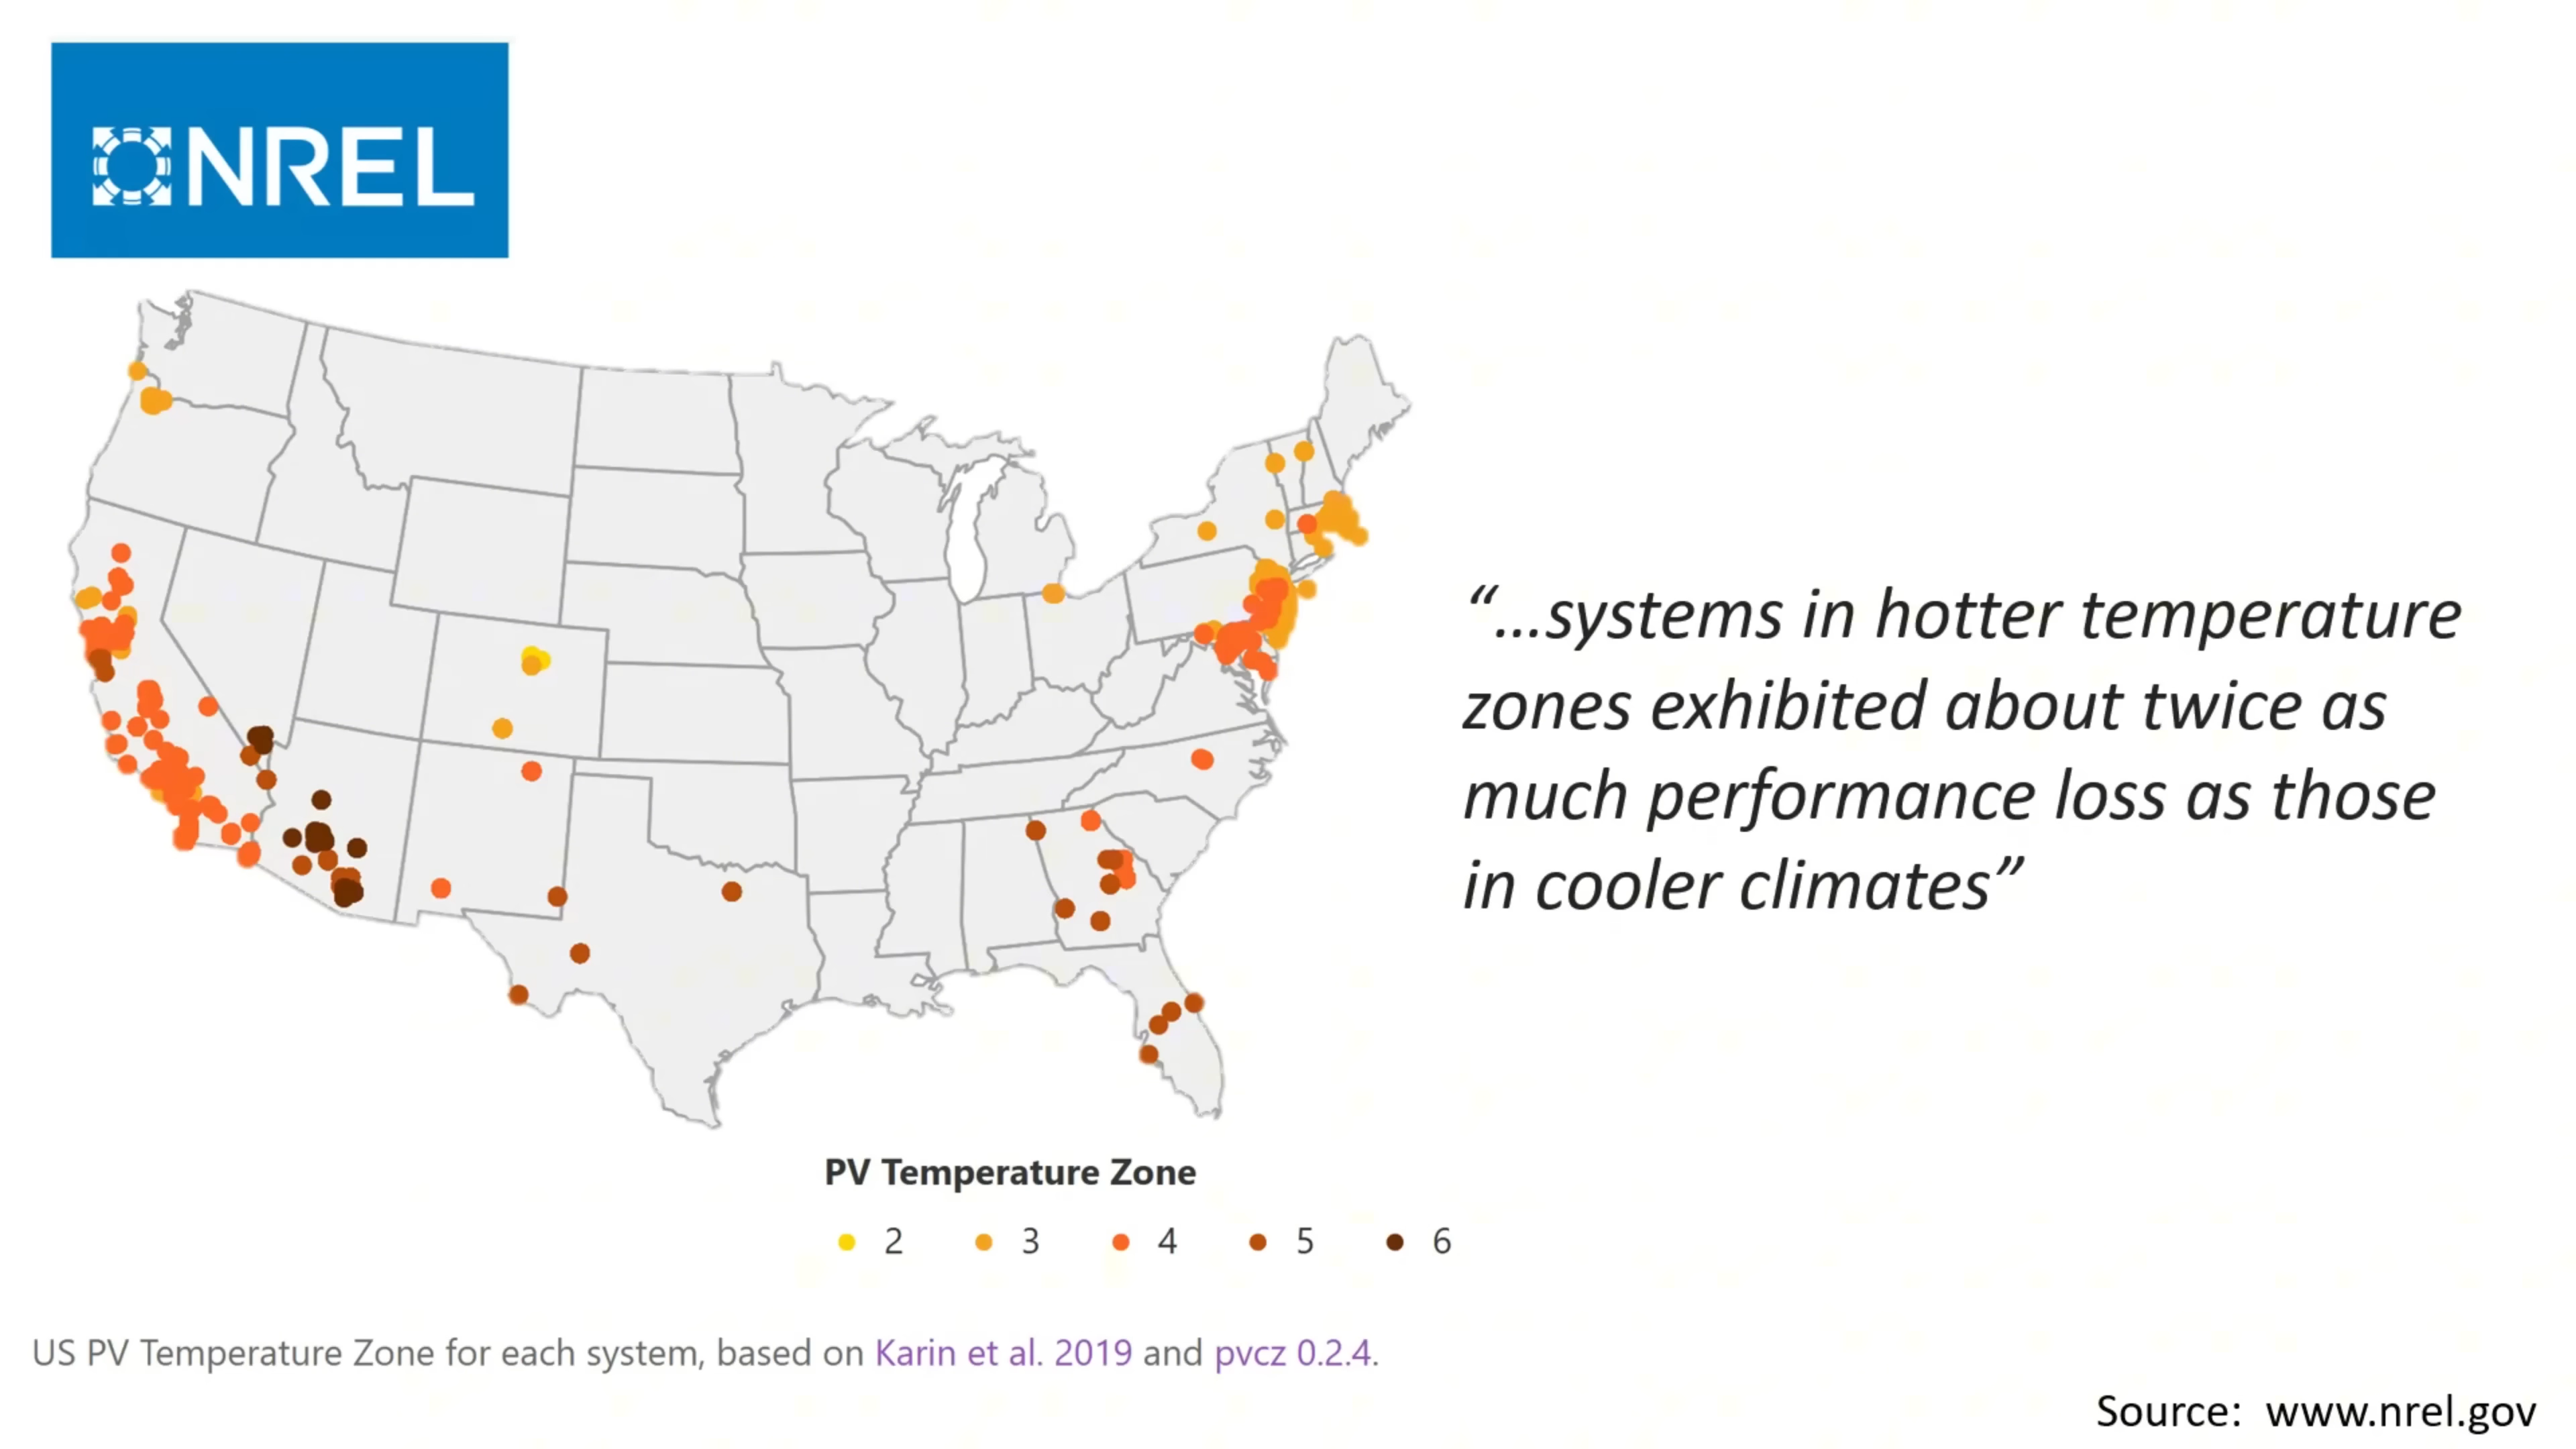 NREL
“...systems in hotter temperature
zones exhibited about twice as
much performance loss as those
in cooler climates”
PV Temperature Zone
2 3 4 5 6
US PV Temperature Zone for each system, based on Karin et al. 2019 and pvcz 0.2.4.
Source: www.nrel.gov